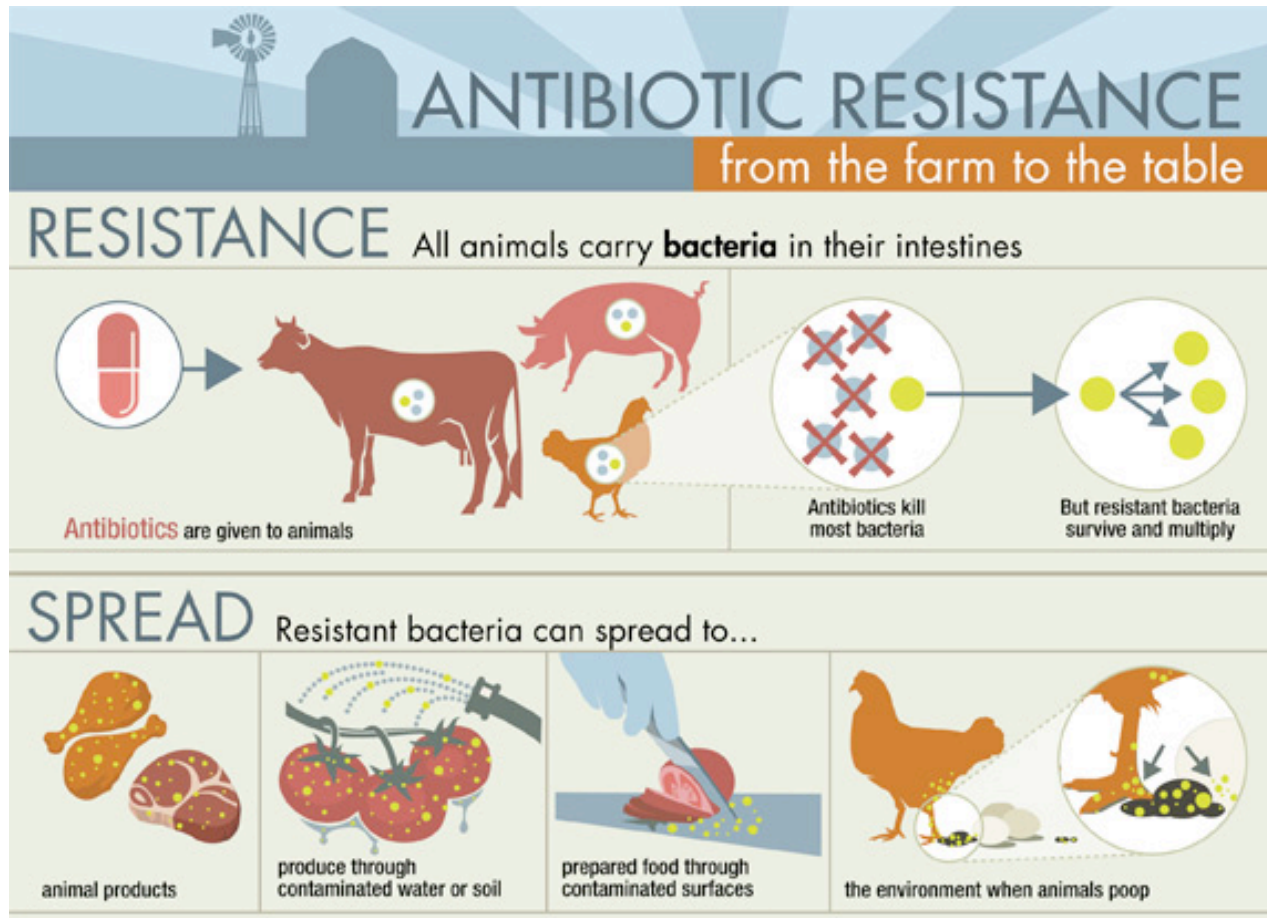 ANTIBIOTIC RESISTANCE
from the farm to the table
RESISTANCE All animals carry bacteria in their intestines
Antibiotics are given to animals
Antibiotics kill
most bacteria
But resistant bacteria
survive and multiply
SPREAD Resistant bacteria can spread to...
animal products
produce through
contaminated water or soil
prepared food through
contaminated surfaces
the environment when animals poop